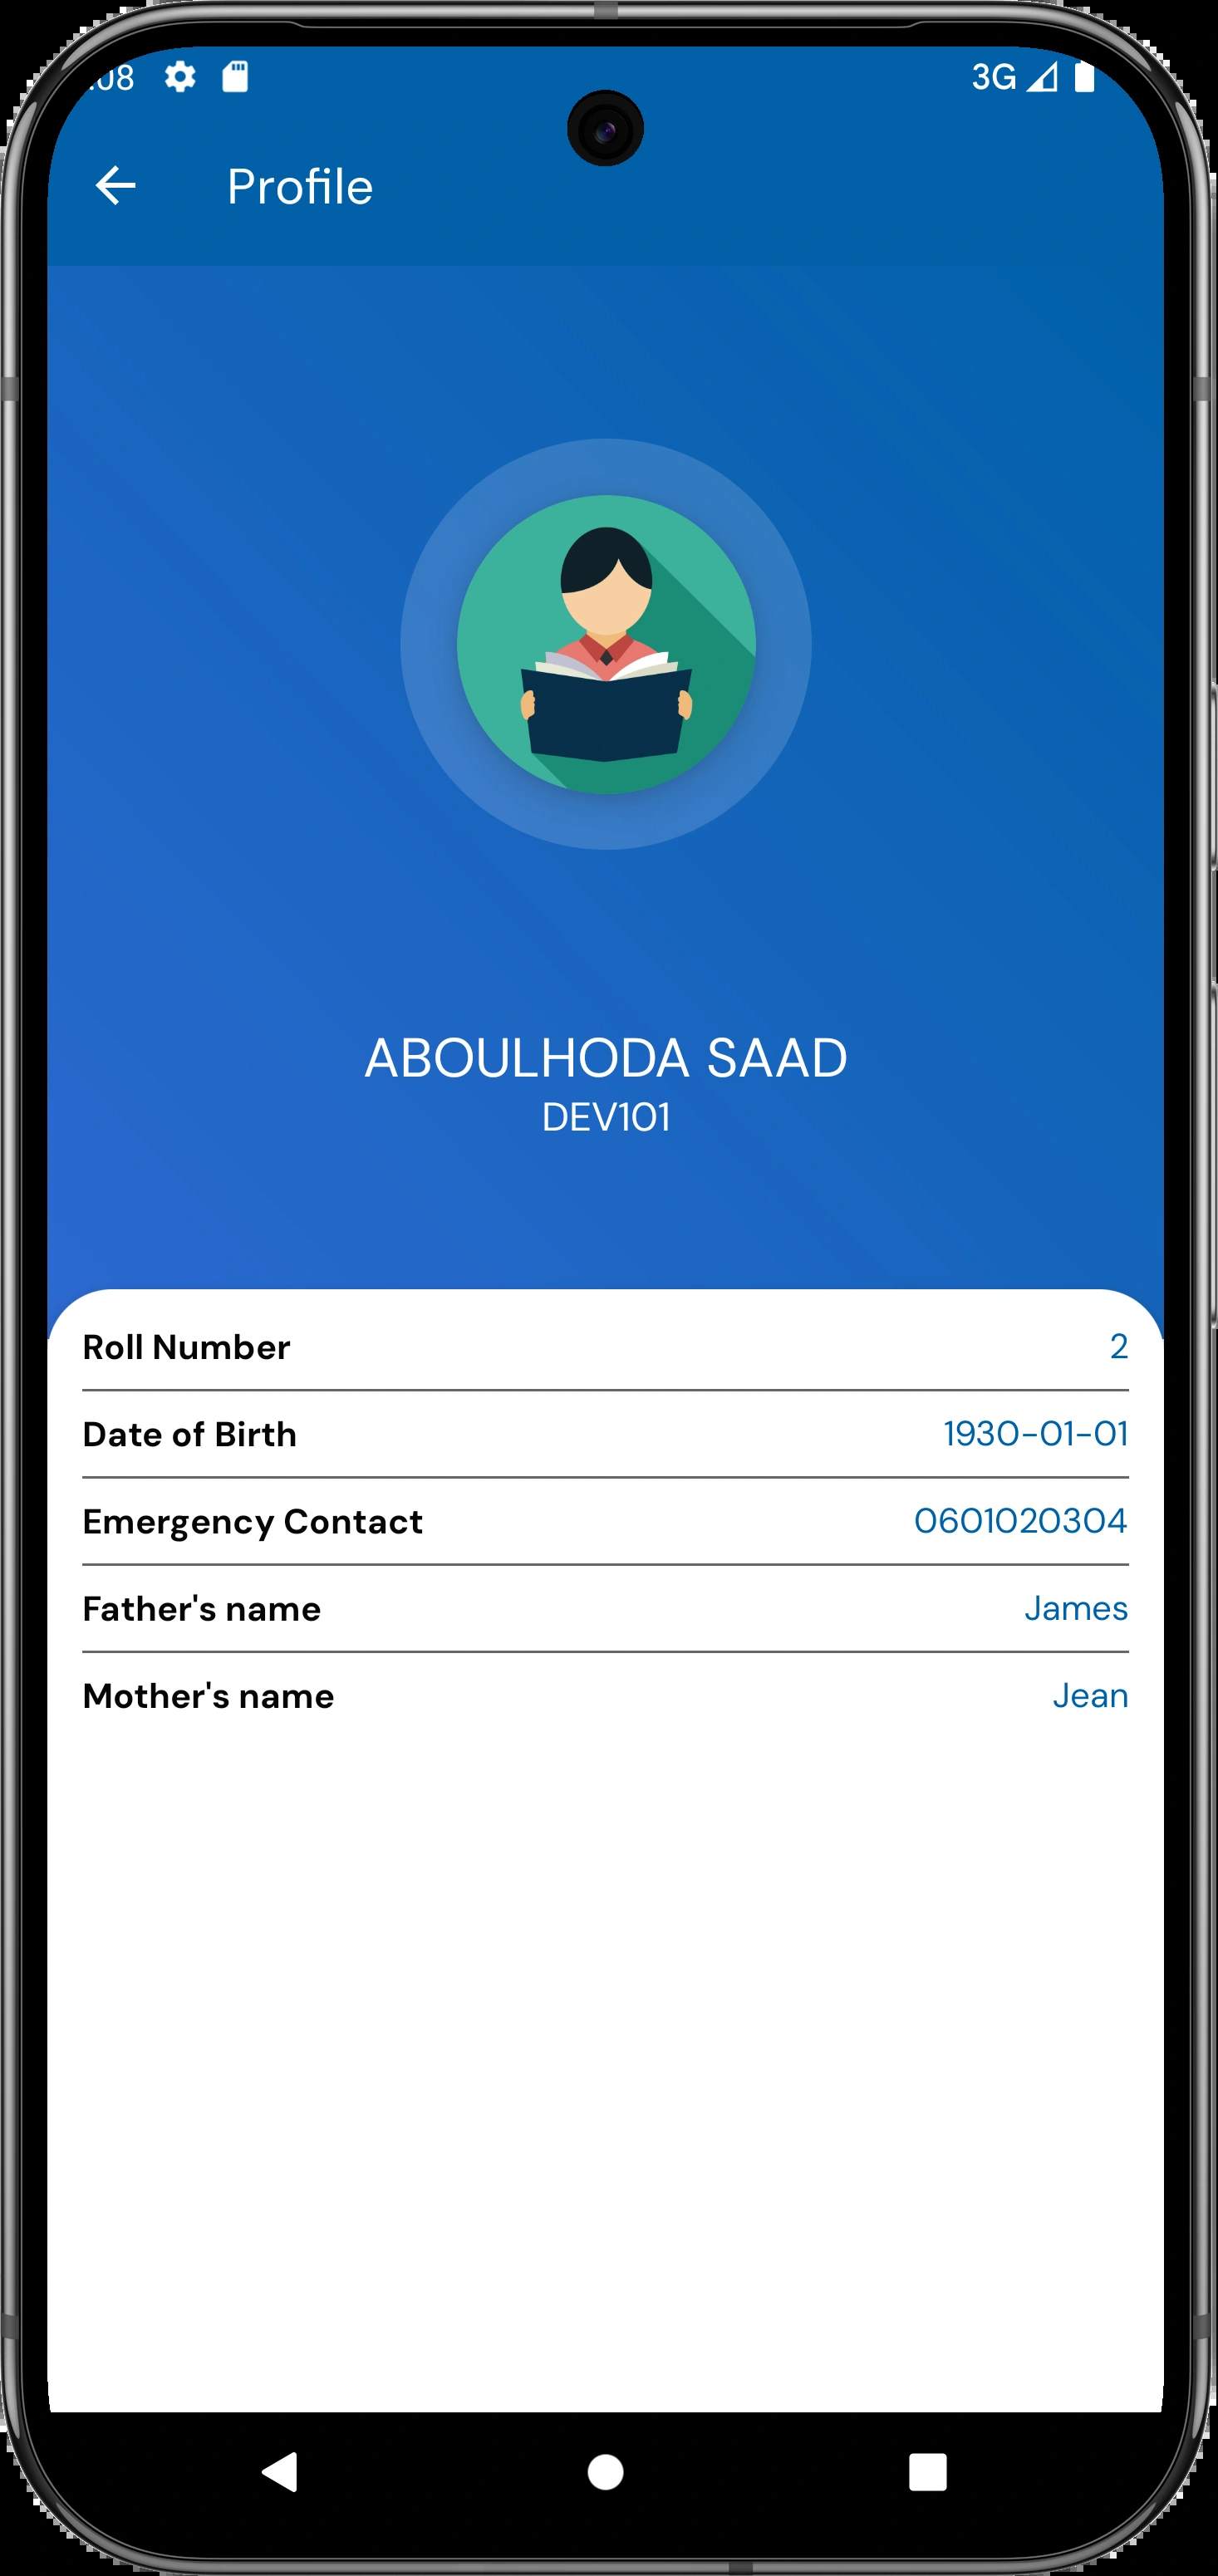 :08 3G
Profile
ABOULHODA SAAD
DEV101
Roll Number 2
Date of Birth 1930-01-01
Emergency Contact 0601020304
Father's name James
Mother's name Jean